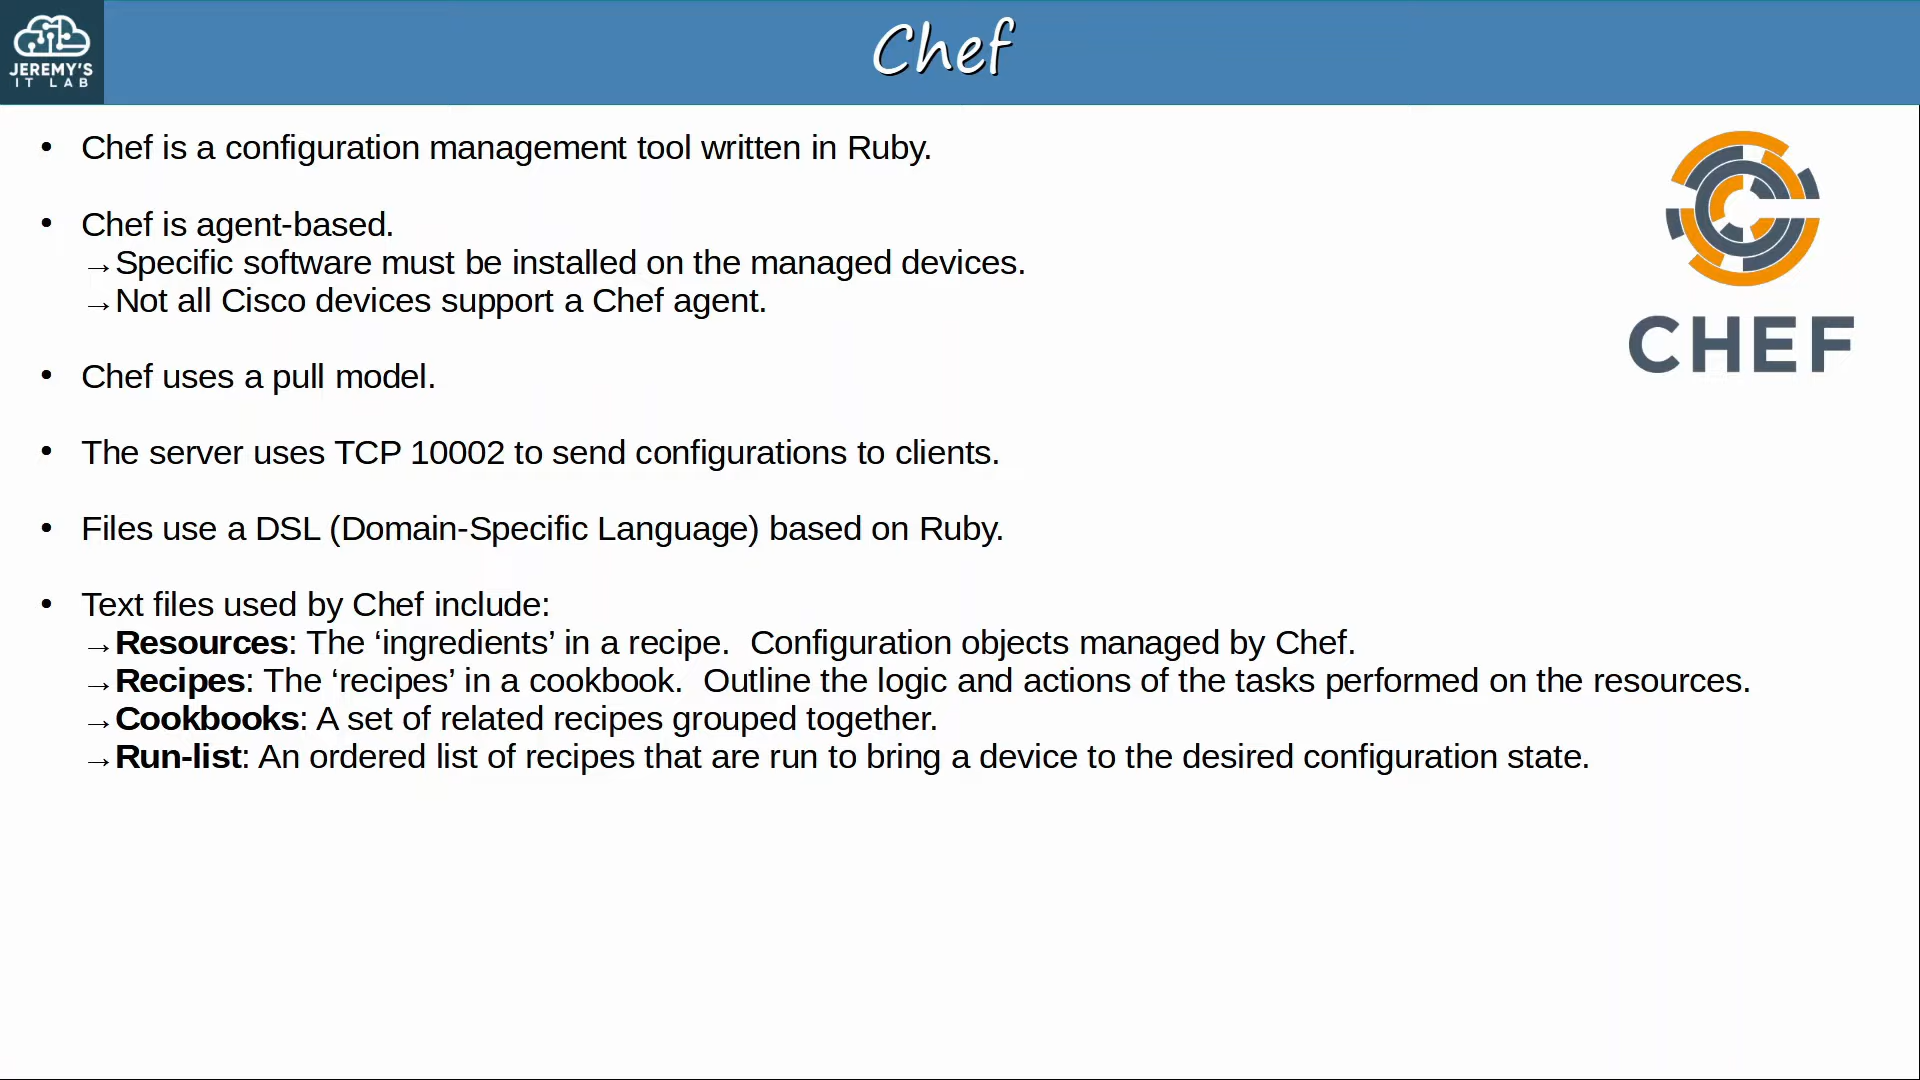 JEREMY'S
IT LAB
Chef
• Chef is a configuration management tool written in Ruby.
• Chef is agent-based.
→Specific software must be installed on the managed devices.
→Not all Cisco devices support a Chef agent.
• Chef uses a pull model.
• The server uses TCP 10002 to send configurations to clients.
• Files use a DSL (Domain-Specific Language) based on Ruby.
• Text files used by Chef include:
→Resources: The ‘ingredients’ in a recipe.  Configuration objects managed by Chef.
→Recipes: The ‘recipes’ in a cookbook.  Outline the logic and actions of the tasks performed on the resources.
→Cookbooks: A set of related recipes grouped together.
→Run-list: An ordered list of recipes that are run to bring a device to the desired configuration state.
CHEF